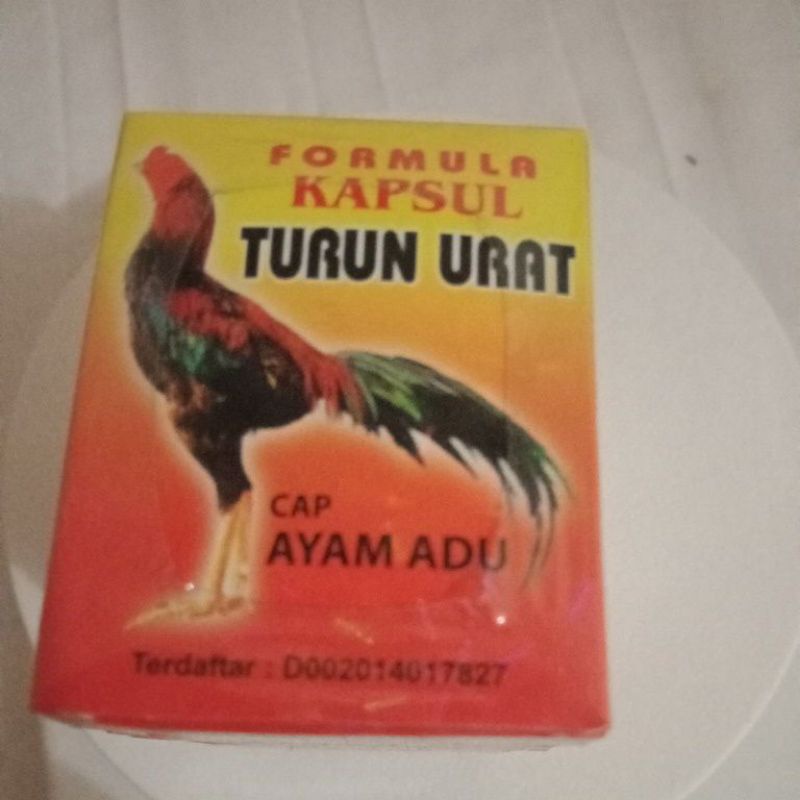 FORMULA
KAPSUL
TURUN URAT
CAP
AYAM ADU
Terdaftar : D002014017827